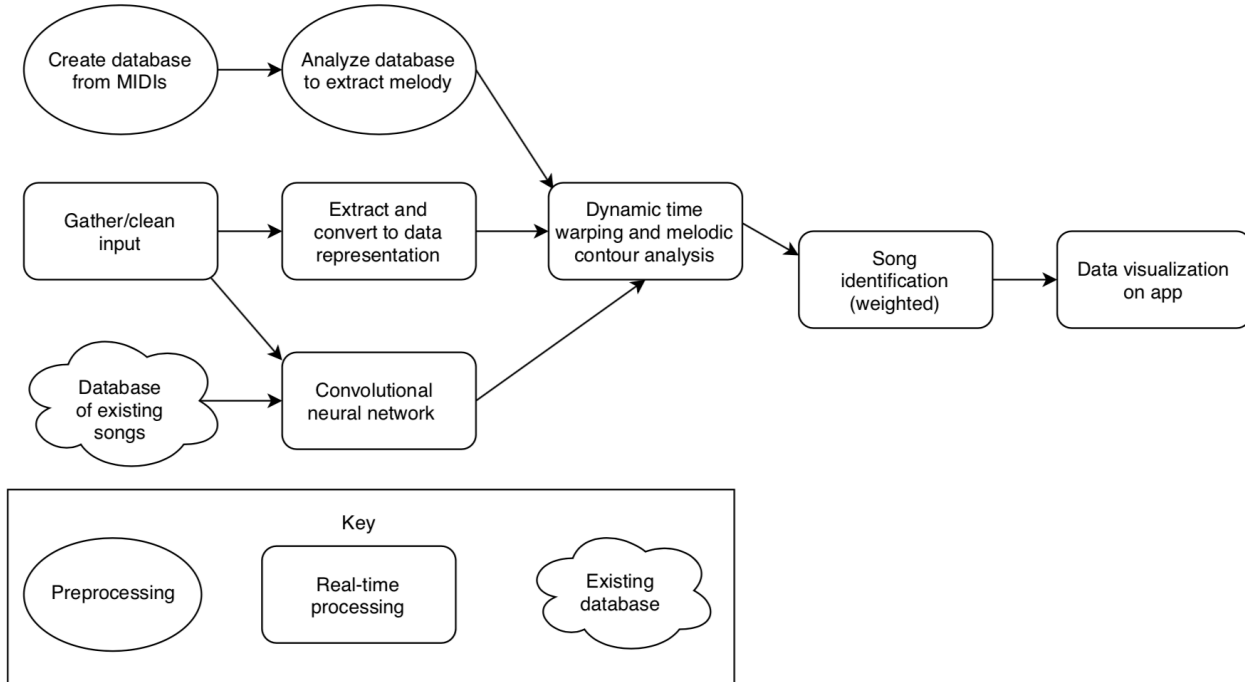 Create database
from MIDIs
Analyze database
to extract melody
Gather/clean
input
Extract and
convert to data
representation
Dynamic time
warping and melodic
contour analysis
Song
identification
(weighted)
Data visualization
on app
Database
of existing
songs
Convolutional
neural network
Key
Preprocessing
Real-time
processing
Existing
database